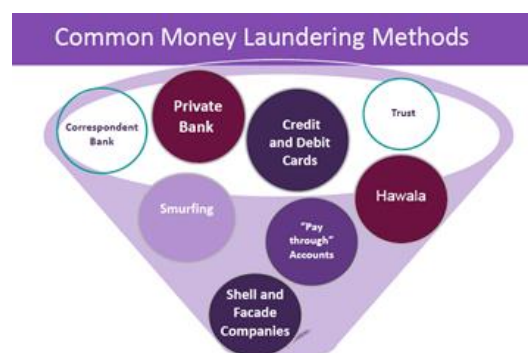 Common Money Laundering Methods
Correspondent
Bank
Private
Bank
Credit
and Debit
Cards
Trust
Smurfing
"Pay
through"
Accounts
Hawala
Shell and
Facade
Companies